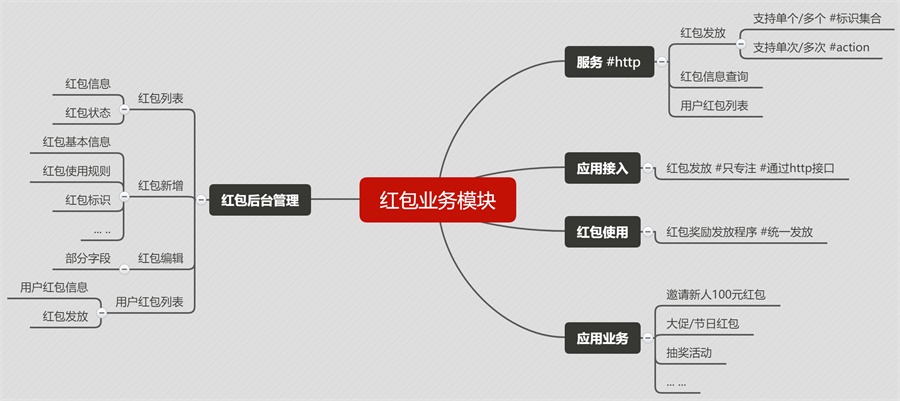 红包业务模块
服务 #http
红包发放
支持单个/多个 #标识集合
支持单次/多次 #action
红包信息查询
用户红包列表
应用接入
红包发放 #只专注 #通过http接口
红包使用
红包奖励发放程序 #统一发放
应用业务
邀请新人100元红包
大促/节日红包
抽奖活动
... ...
红包后台管理
红包列表
红包信息
红包状态
红包新增
红包基本信息
红包使用规则
红包标识
... ..
红包编辑
部分字段
用户红包列表
用户红包信息
红包发放